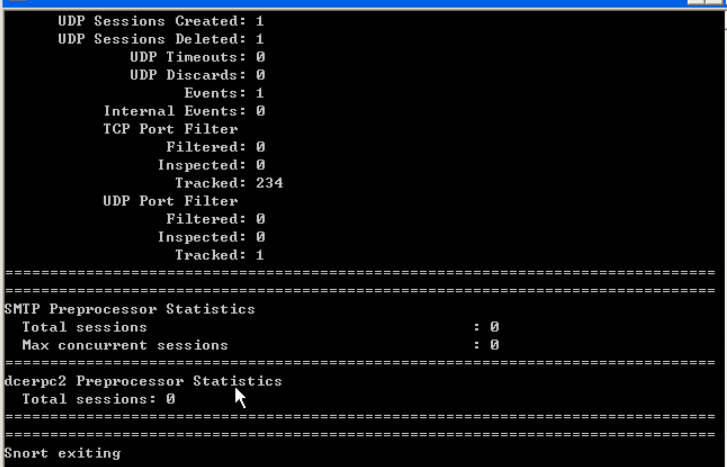 UDP Sessions Created: 1
UDP Sessions Deleted: 1
UDP Timeouts: 0
UDP Discards: 0
Events: 1
Internal Events: 0
TCP Port Filter
Filtered: 0
Inspected: 0
Tracked: 234
UDP Port Filter
Filtered: 0
Inspected: 0
Tracked: 1
===============================================================================
===============================================================================
SMTP Preprocessor Statistics
Total sessions : 0
Max concurrent sessions : 0
===============================================================================
dcerpc2 Preprocessor Statistics
Total sessions: 0
===============================================================================
===============================================================================
Snort exiting